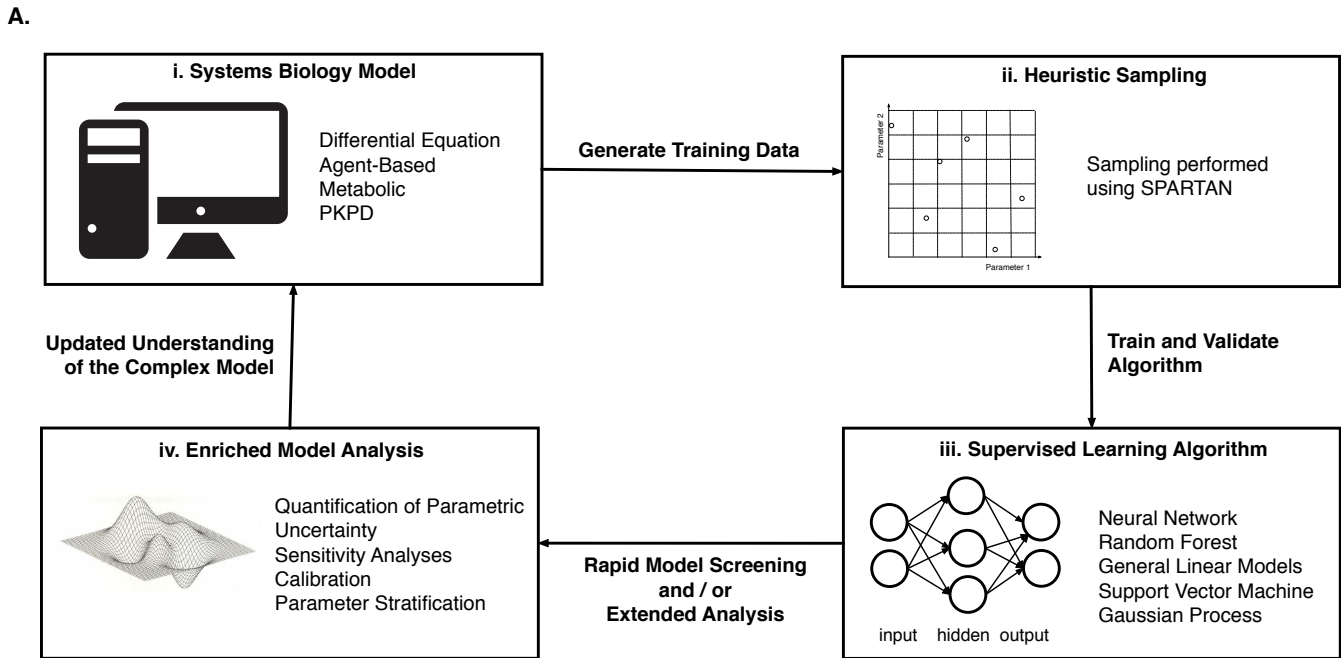 A.
i. Systems Biology Model
Differential Equation
Agent-Based
Metabolic
PKPD
Generate Training Data
ii. Heuristic Sampling
Parameter 2
Parameter 1
Sampling performed
using SPARTAN
Train and Validate
Algorithm
iii. Supervised Learning Algorithm
Neural Network
Random Forest
General Linear Models
Support Vector Machine
Gaussian Process
input hidden output
Rapid Model Screening
and / or
Extended Analysis
iv. Enriched Model Analysis
Quantification of Parametric
Uncertainty
Sensitivity Analyses
Calibration
Parameter Stratification
Updated Understanding
of the Complex Model